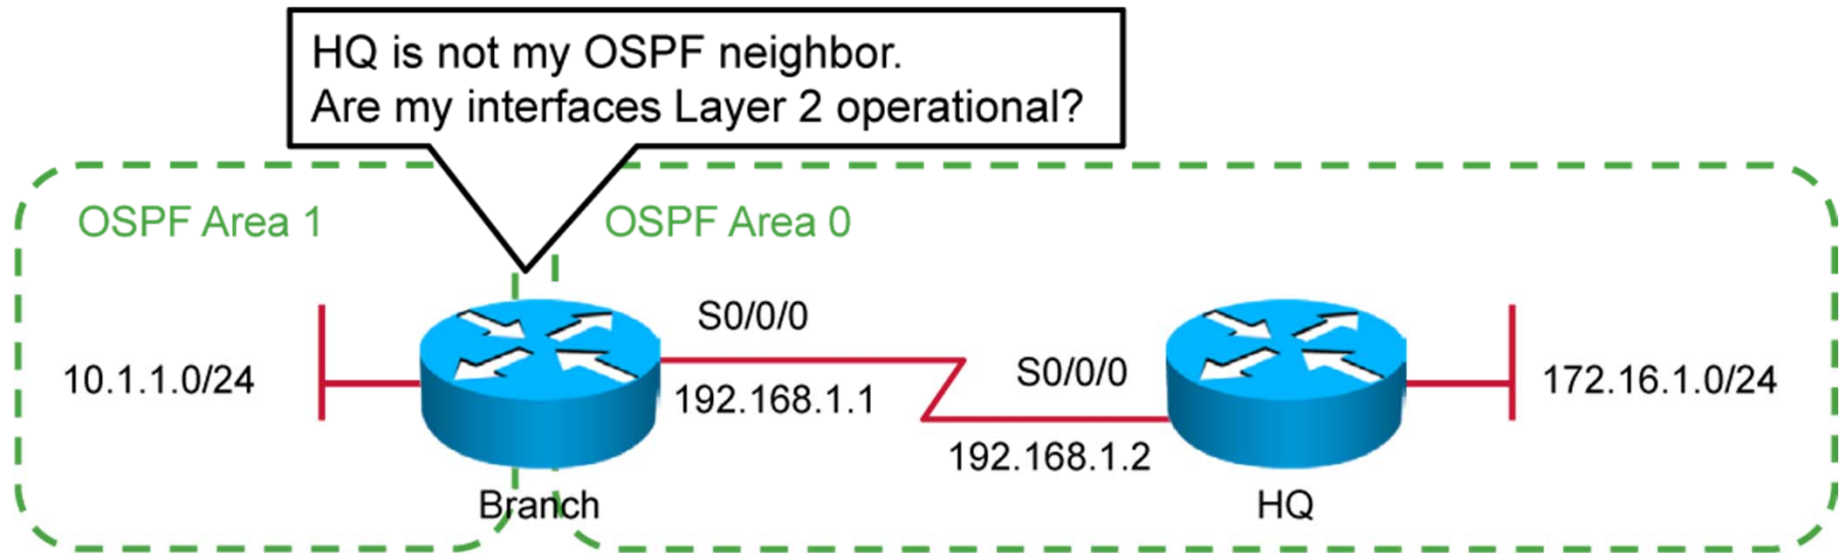 HQ is not my OSPF neighbor.
Are my interfaces Layer 2 operational?
OSPF Area 1
OSPF Area 0
S0/0/0
S0/0/0
10.1.1.0/24
192.168.1.1
172.16.1.0/24
192.168.1.2
Branch
HQ